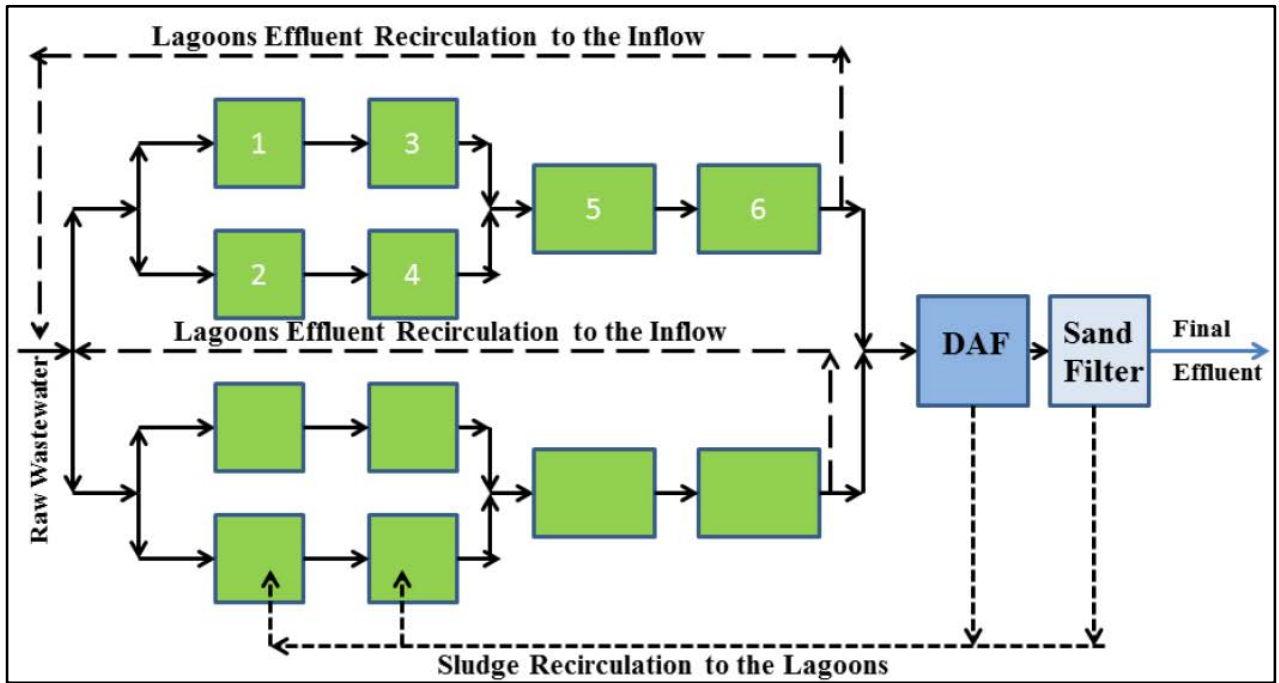 Lagoons Effluent Recirculation to the Inflow
1
3
5
6
2
4
Lagoons Effluent Recirculation to the Inflow
Raw Wastewater
DAF
Sand
Filter
Final
Effluent
Sludge Recirculation to the Lagoons